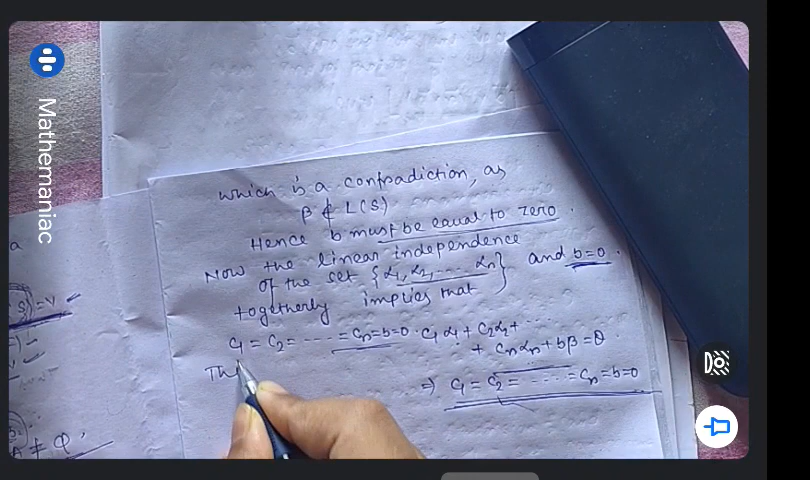 Mathemaniac
which is a contradiction, as
β ∉ L(S)
Hence b must be equal to zero.
Now the linear independence
of the set {α1, α2, .... αn} and b=0.
togetherly implies that
c1 = c2 = ..... = cn = b = 0.
c1α1 + c2α2 + ....
+ cnαn + bβ = θ
⇒ c1 = c2 = ..... = cn = b = 0
Th
S) = V
A ≠ Φ.